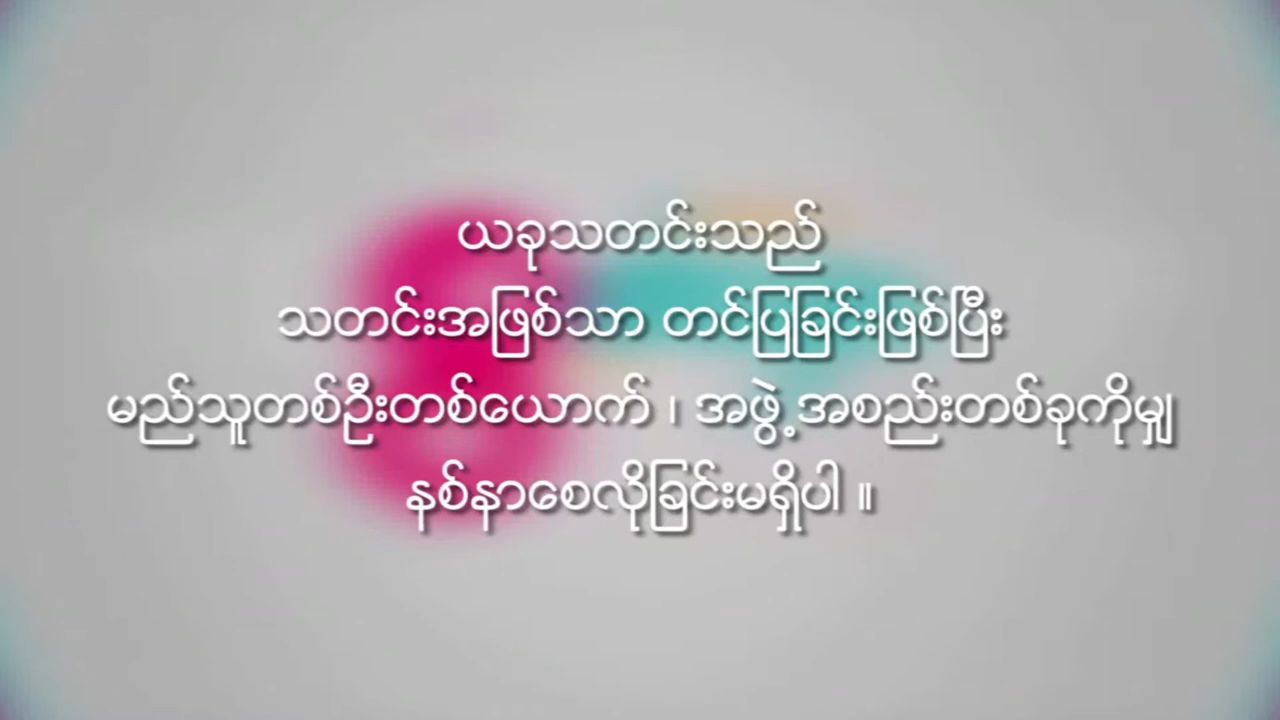 ယခုသတင်းသည်
သတင်းအဖြစ်သာ တင်ပြခြင်းဖြစ်ပြီး
မည်သူတစ်ဦးတစ်ယောက် ၊ အဖွဲ့အစည်းတစ်ခုကိုမျှ
နစ်နာစေလိုခြင်းမရှိပါ ။